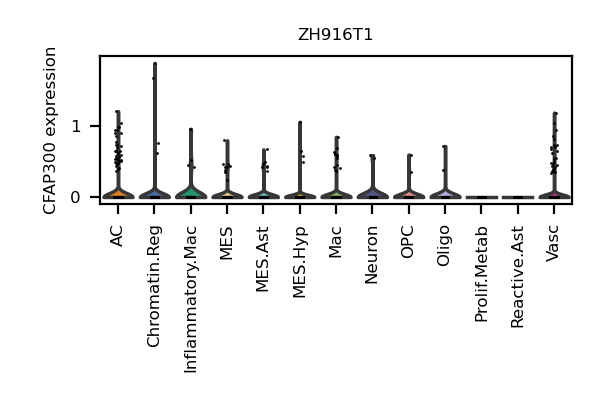 ZH916T1
CFAP300 expression
1
0
AC
Chromatin.Reg
Inflammatory.Mac
MES
MES.Ast
MES.Hyp
Mac
Neuron
OPC
Oligo
Prolif.Metab
Reactive.Ast
Vasc